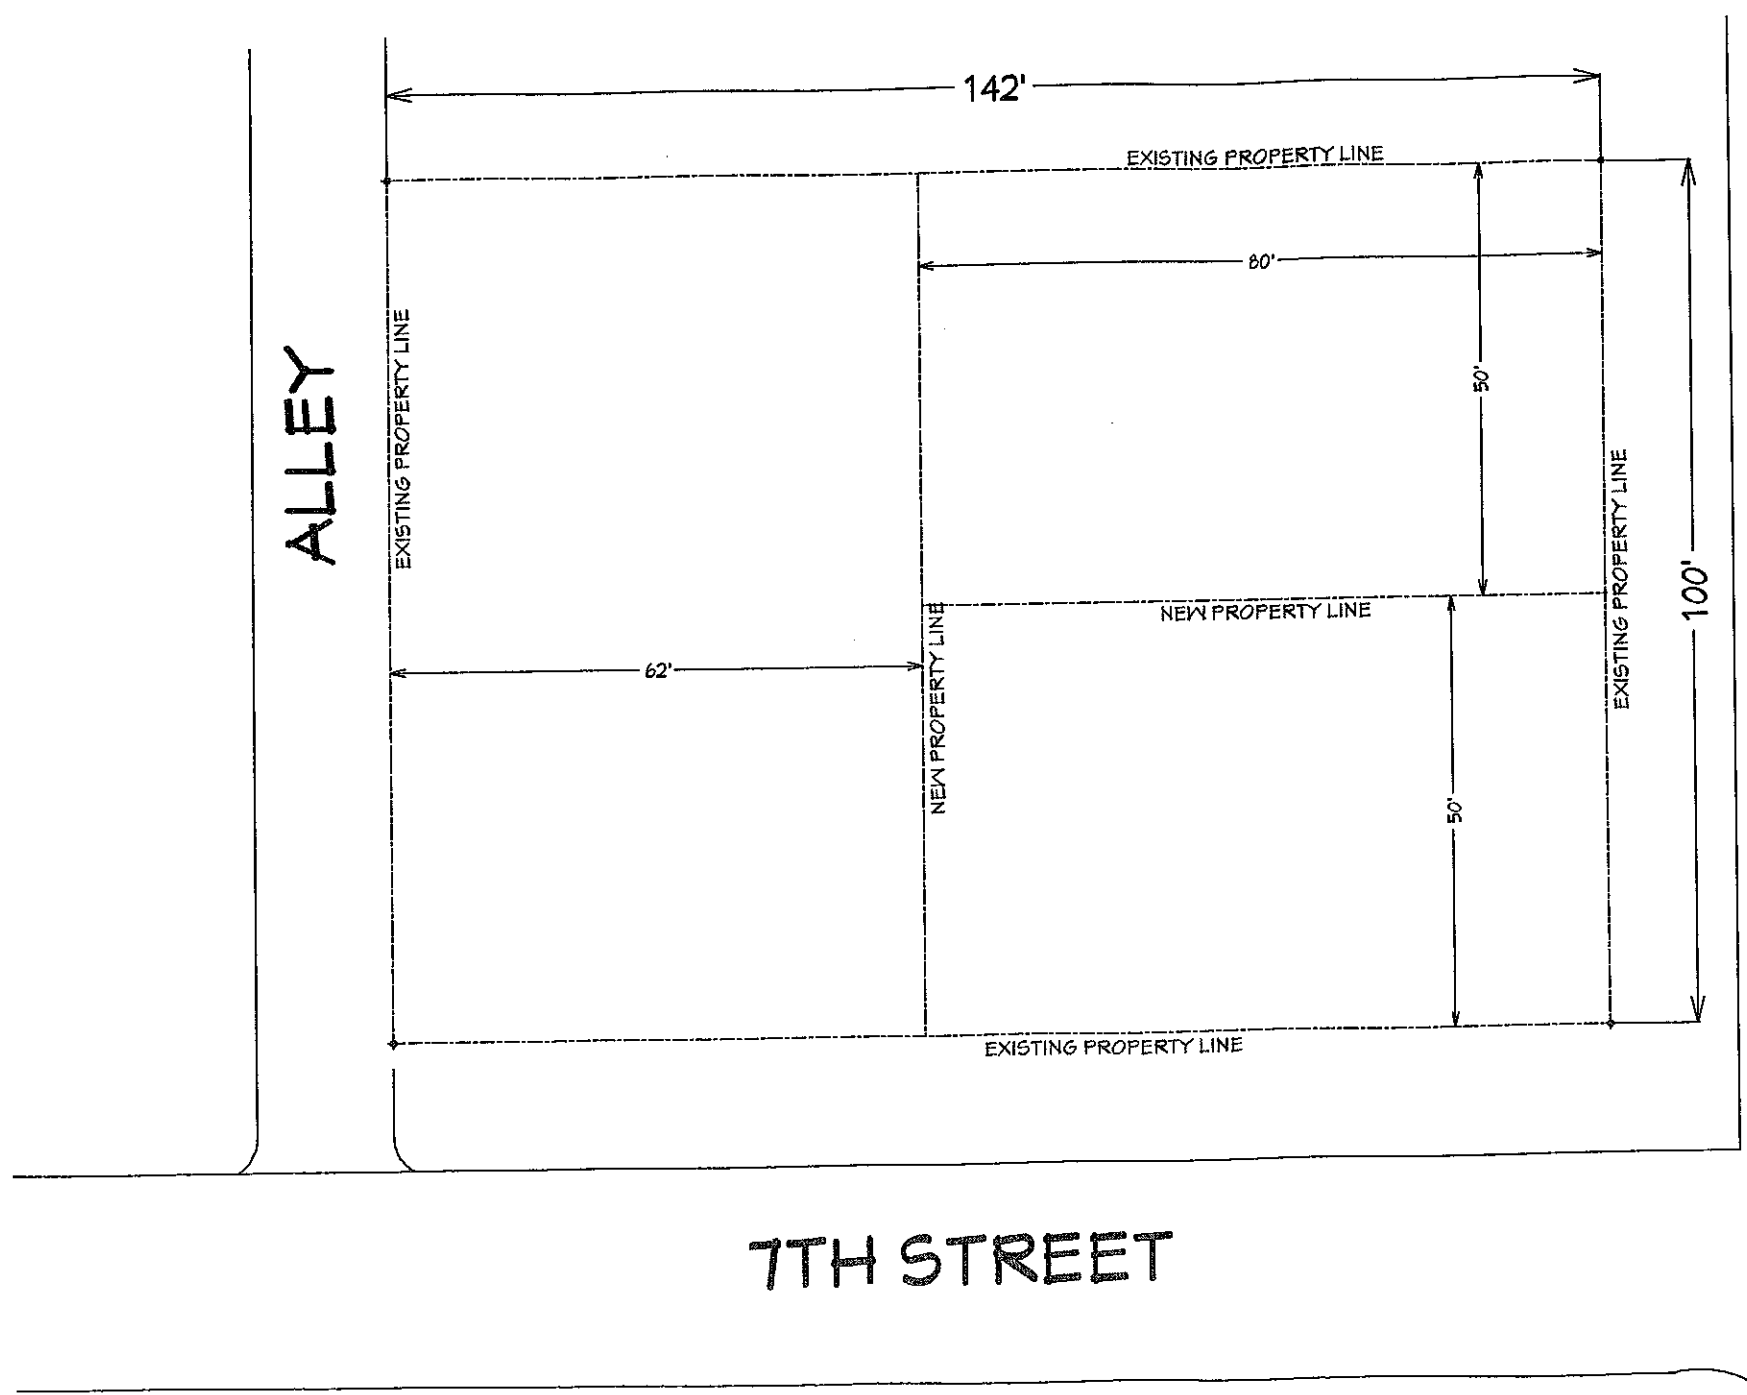 142'
EXISTING PROPERTY LINE
80'
50'
EXISTING PROPERTY LINE
ALLEY
EXISTING PROPERTY LINE
100'
NEW PROPERTY LINE
NEW PROPERTY LINE
62'
50'
EXISTING PROPERTY LINE
7TH STREET